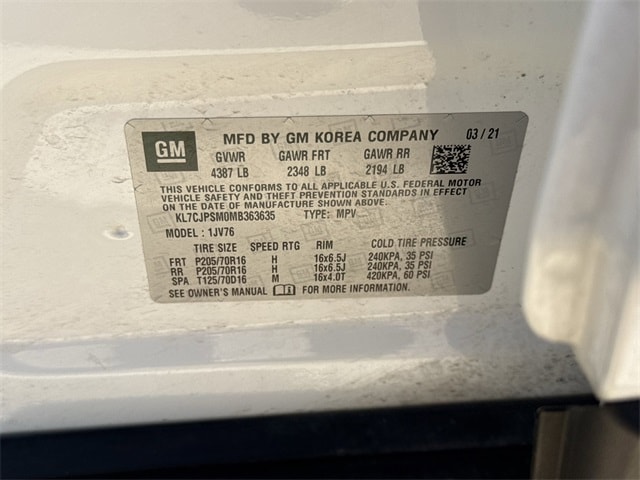 GM MFD BY GM KOREA COMPANY 03 / 21
GVWR GAWR FRT GAWR RR
4387 LB 2348 LB 2194 LB
THIS VEHICLE CONFORMS TO ALL APPLICABLE U.S. FEDERAL MOTOR
VEHICLE SAFETY AND THEFT PREVENTION STANDARDS IN EFFECT
ON THE DATE OF MANUFACTURE SHOWN ABOVE.
KL7CJPSM0MB363635 TYPE: MPV
MODEL : 1JV76
TIRE SIZE SPEED RTG RIM COLD TIRE PRESSURE
FRT P205/70R16 H 16x6.5J 240KPA, 35 PSI
RR P205/70R16 H 16x6.5J 240KPA, 35 PSI
SPA T125/70D16 M 16x4.0T 420KPA, 60 PSI
SEE OWNER'S MANUAL FOR MORE INFORMATION.